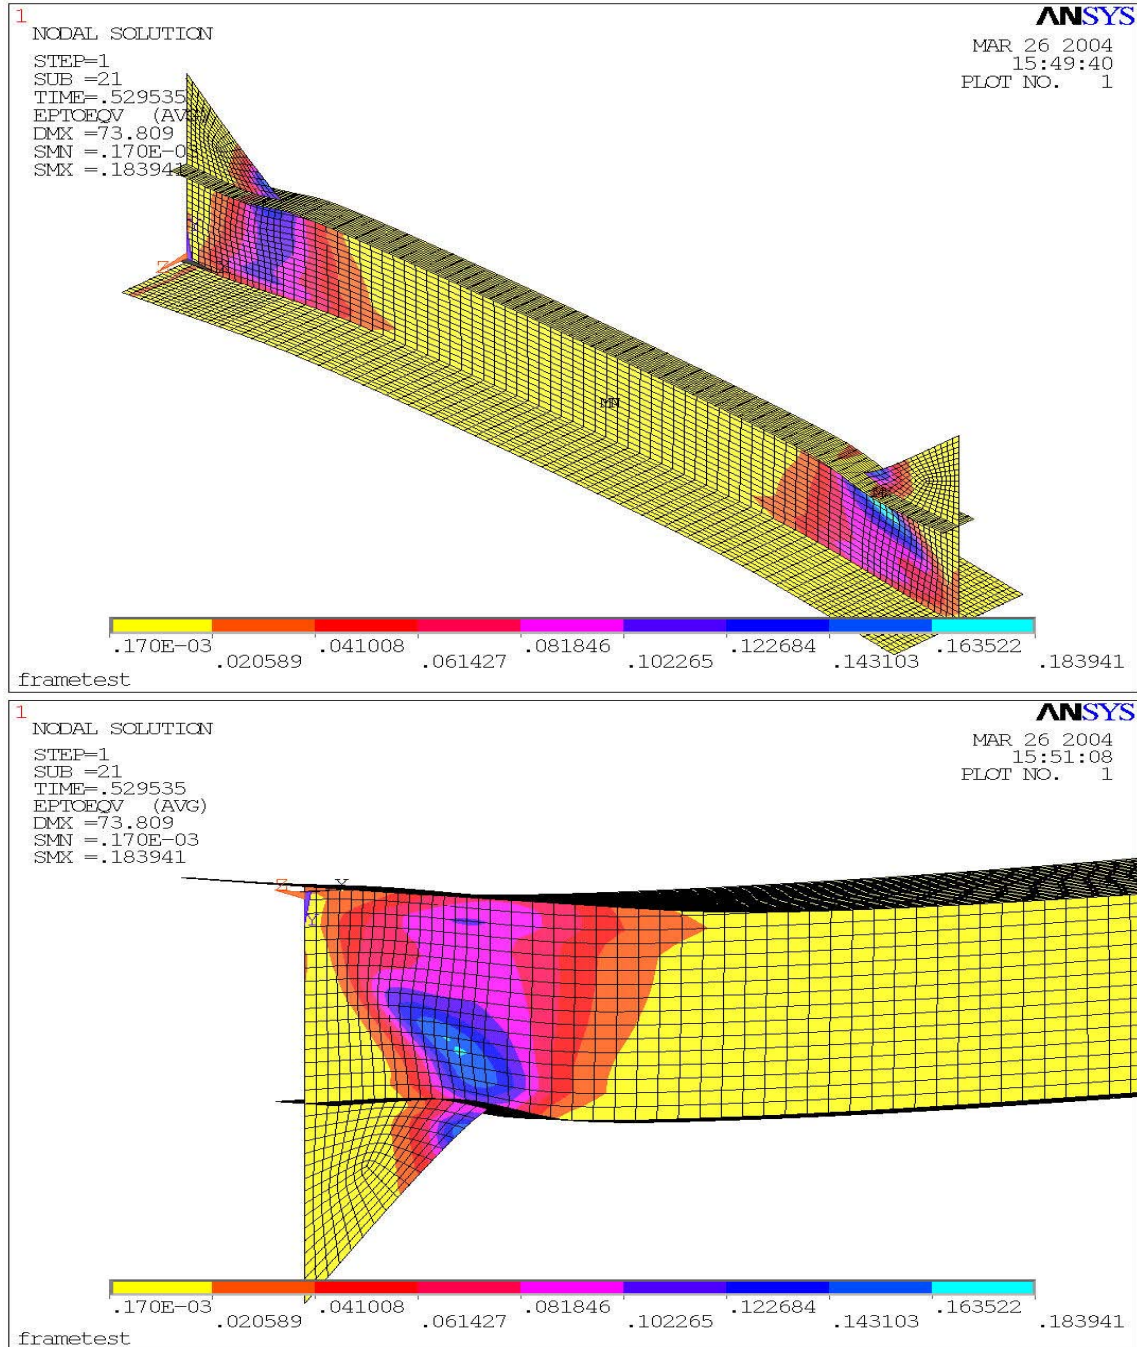 1
ANSYS
NODAL SOLUTION
MAR 26 2004
STEP=1
15:49:40
SUB =21
PLOT NO. 1
TIME=.529535
EPTOEQV (AVG)
DMX =73.809
SMN =.170E-03
SMX =.183941
Z
MN
.170E-03 .041008 .081846 .122684 .163522
.020589 .061427 .102265 .143103 .183941
frametest
1
ANSYS
NODAL SOLUTION
MAR 26 2004
STEP=1
15:51:08
SUB =21
PLOT NO. 1
TIME=.529535
EPTOEQV (AVG)
DMX =73.809
SMN =.170E-03
SMX =.183941
Z X
Y
.170E-03 .041008 .081846 .122684 .163522
.020589 .061427 .102265 .143103 .183941
frametest